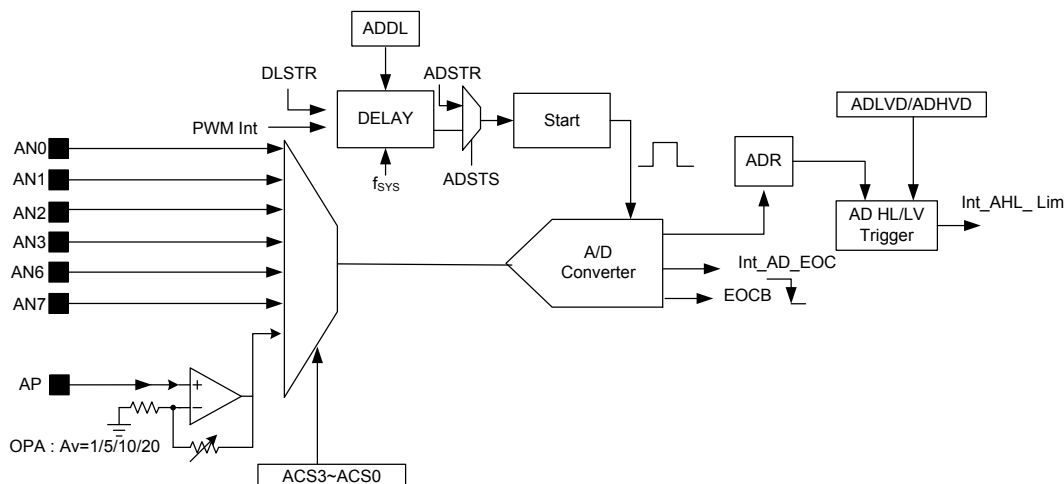 ADDL
DLSTR
ADSTR
PWM Int
DELAY
Start
ADLVD/ADHVD
fSYS
ADSTS
AN0
AN1
AN2
AN3
AN6
AN7
ADR
AD HL/LV
Trigger
Int_AHL_ Lim
A/D
Converter
Int_AD_EOC
EOCB
AP
+
−
OPA : Av=1/5/10/20
ACS3~ACS0